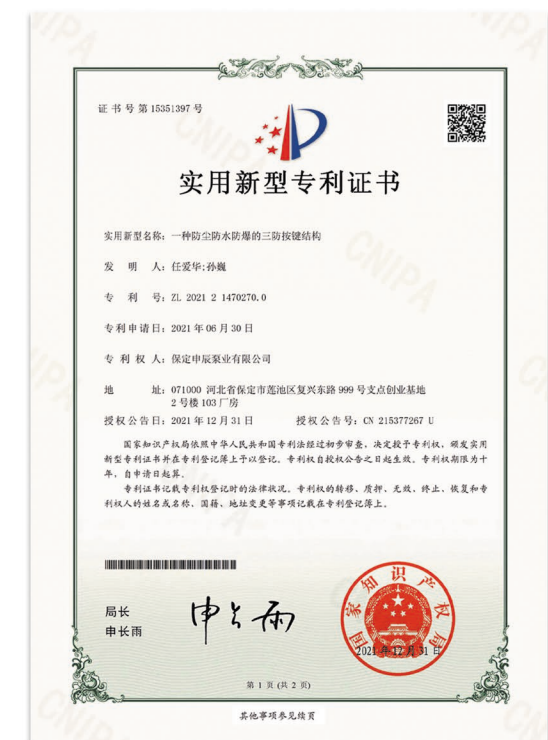 证书号第15351397号
实用新型专利证书
实用新型名称：一种防尘防水防爆的三防按键结构
发明人：任爱华;孙巍
专利号：ZL 2021 2 1470270.0
专利申请日：2021年06月30日
专利权人：保定申辰泵业有限公司
地址：071000 河北省保定市莲池区复兴东路999号支点创业基地
2号楼103厂房
授权公告日：2021年12月31日 授权公告号：CN 215377267 U
国家知识产权局依照中华人民共和国专利法经过初步审查，决定授予专利权，颁发实用
新型专利证书并在专利登记簿上予以登记。专利权自授权公告之日起生效。专利权期限为十
年，自申请日起算。
专利证书记载专利权登记时的法律状况。专利权的转移、质押、无效、终止、恢复和专
利权人的姓名或名称、国籍、地址变更等事项记载在专利登记簿上。
局长
申长雨
申长雨
国家知识产权局
2021年12月31日
第 1 页 (共 2 页)
其他事项参见续页
CNIPA
CNIPA
CNIPA
CNIPA
CNIPA